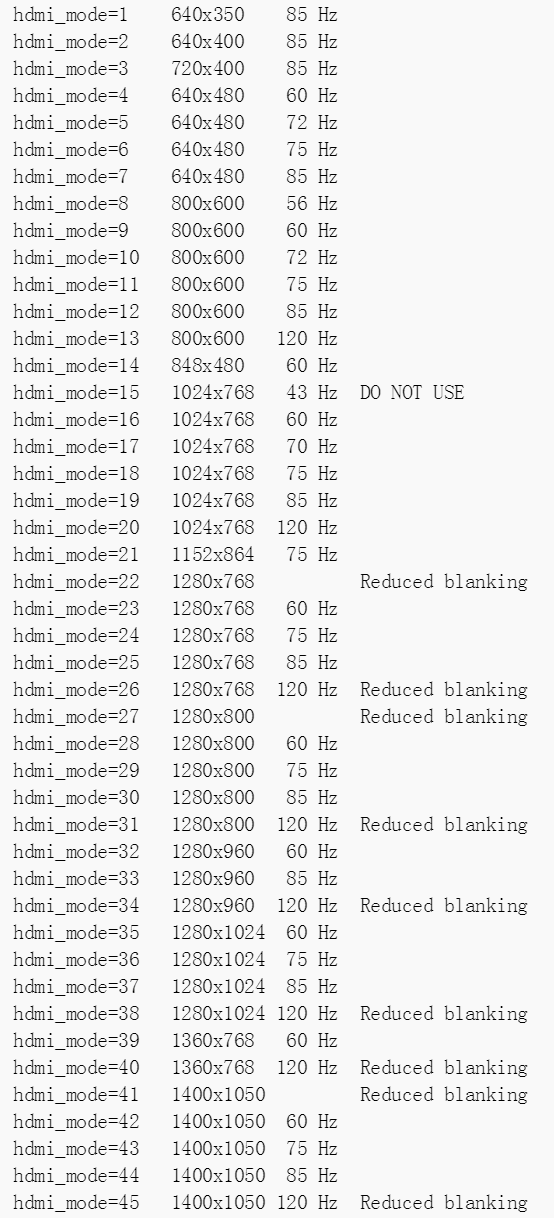 hdmi_mode=1 640x350 85 Hz
hdmi_mode=2 640x400 85 Hz
hdmi_mode=3 720x400 85 Hz
hdmi_mode=4 640x480 60 Hz
hdmi_mode=5 640x480 72 Hz
hdmi_mode=6 640x480 75 Hz
hdmi_mode=7 640x480 85 Hz
hdmi_mode=8 800x600 56 Hz
hdmi_mode=9 800x600 60 Hz
hdmi_mode=10 800x600 72 Hz
hdmi_mode=11 800x600 75 Hz
hdmi_mode=12 800x600 85 Hz
hdmi_mode=13 800x600 120 Hz
hdmi_mode=14 848x480 60 Hz
hdmi_mode=15 1024x768 43 Hz DO NOT USE
hdmi_mode=16 1024x768 60 Hz
hdmi_mode=17 1024x768 70 Hz
hdmi_mode=18 1024x768 75 Hz
hdmi_mode=19 1024x768 85 Hz
hdmi_mode=20 1024x768 120 Hz
hdmi_mode=21 1152x864 75 Hz
hdmi_mode=22 1280x768 Reduced blanking
hdmi_mode=23 1280x768 60 Hz
hdmi_mode=24 1280x768 75 Hz
hdmi_mode=25 1280x768 85 Hz
hdmi_mode=26 1280x768 120 Hz Reduced blanking
hdmi_mode=27 1280x800 Reduced blanking
hdmi_mode=28 1280x800 60 Hz
hdmi_mode=29 1280x800 75 Hz
hdmi_mode=30 1280x800 85 Hz
hdmi_mode=31 1280x800 120 Hz Reduced blanking
hdmi_mode=32 1280x960 60 Hz
hdmi_mode=33 1280x960 85 Hz
hdmi_mode=34 1280x960 120 Hz Reduced blanking
hdmi_mode=35 1280x1024 60 Hz
hdmi_mode=36 1280x1024 75 Hz
hdmi_mode=37 1280x1024 85 Hz
hdmi_mode=38 1280x1024 120 Hz Reduced blanking
hdmi_mode=39 1360x768 60 Hz
hdmi_mode=40 1360x768 120 Hz Reduced blanking
hdmi_mode=41 1400x1050 Reduced blanking
hdmi_mode=42 1400x1050 60 Hz
hdmi_mode=43 1400x1050 75 Hz
hdmi_mode=44 1400x1050 85 Hz
hdmi_mode=45 1400x1050 120 Hz Reduced blanking